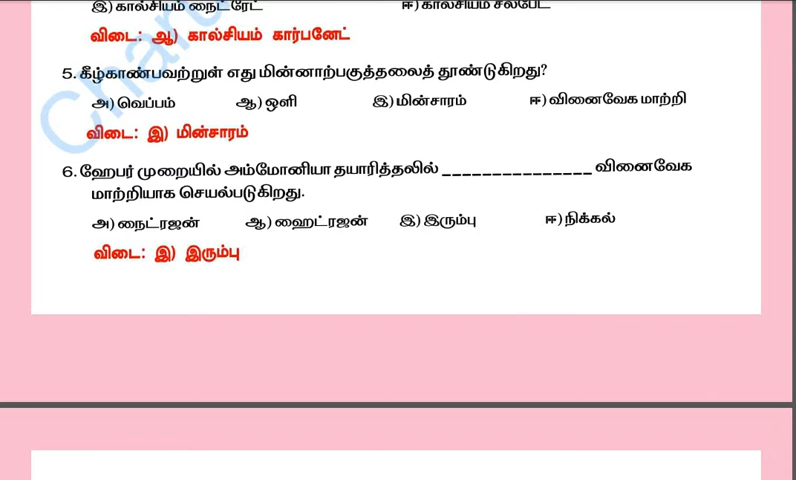 இ) கால்சியம் நைட்ரேட் ஈ) கால்சியம் சல்பேட்
விடை: ஆ) கால்சியம் கார்பனேட்
5. கீழ்காண்பவற்றுள் எது மின்னாற்பகுத்தலைத் தூண்டுகிறது?
அ) வெப்பம் ஆ) ஒளி இ) மின்சாரம் ஈ) வினைவேக மாற்றி
விடை: இ) மின்சாரம்
6. ஹேபர் முறையில் அம்மோனியா தயாரித்தலில் _______________ வினைவேக
மாற்றியாக செயல்படுகிறது.
அ) நைட்ரஜன் ஆ) ஹைட்ரஜன் இ) இரும்பு ஈ) நிக்கல்
விடை: இ) இரும்பு